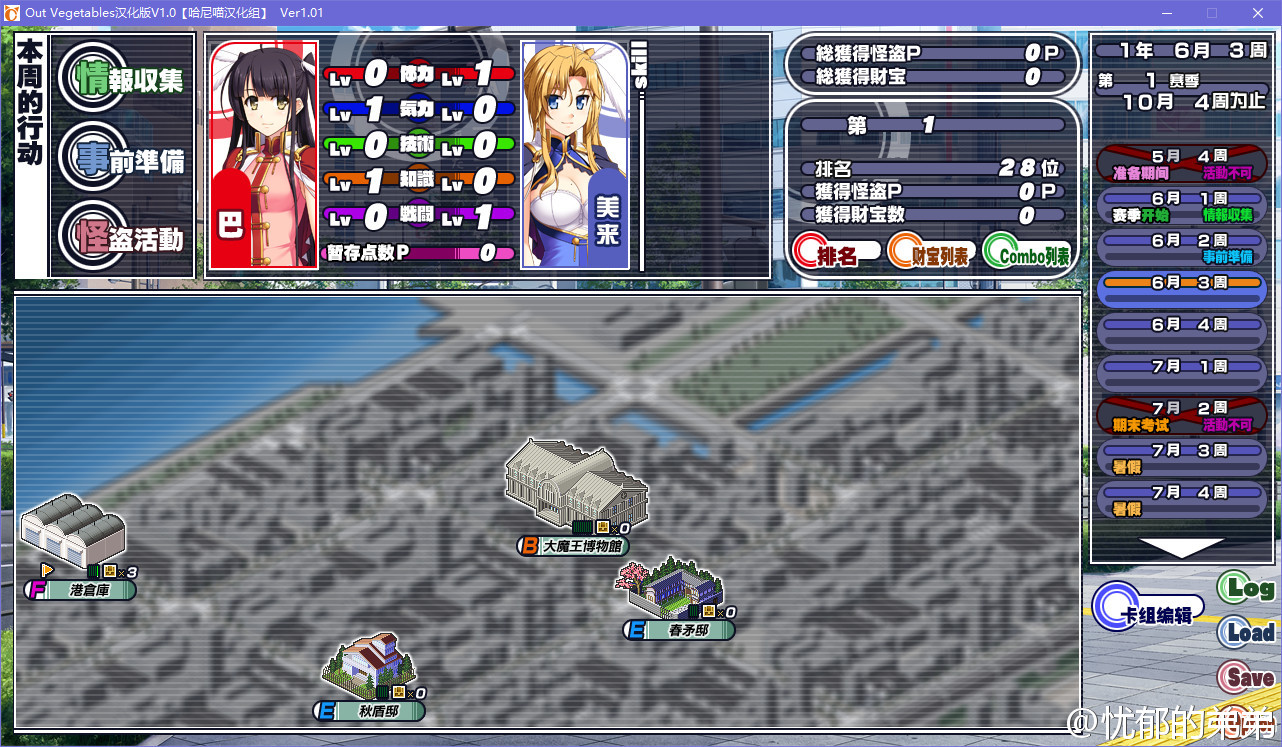 Out Vegetables汉化版V1.0【哈尼喵汉化组】 Ver1.01
本周的行动
情報収集
事前準備
怪盗活動
巴
Lv 0 体力 Lv 1
Lv 1 気力 Lv 0
Lv 0 技術 Lv 0
Lv 1 知識 Lv 0
Lv 0 戦闘 Lv 1
暂存点数P 0
美来
Skill
総獲得怪盗P 0 P
総獲得財宝 0
第 1
排名 28 位
獲得怪盗P 0 P
獲得財宝数 0
排名
财宝列表
Combo列表
1年 6月 3周
第 1 赛季
10月 4周为止
5月 4周
准备期间 活動不可
6月 1周
赛季开始 情報収集
6月 2周
事前準備
6月 3周
6月 4周
7月 1周
7月 2周
期末考试 活動不可
7月 3周
暑假
7月 4周
暑假
×0
B 大魔王博物館
×3
F 港倉庫
×0
E 春矛邸
×0
E 秋盾邸
卡组编辑
Log
Load
Save
@忧郁的弟弟